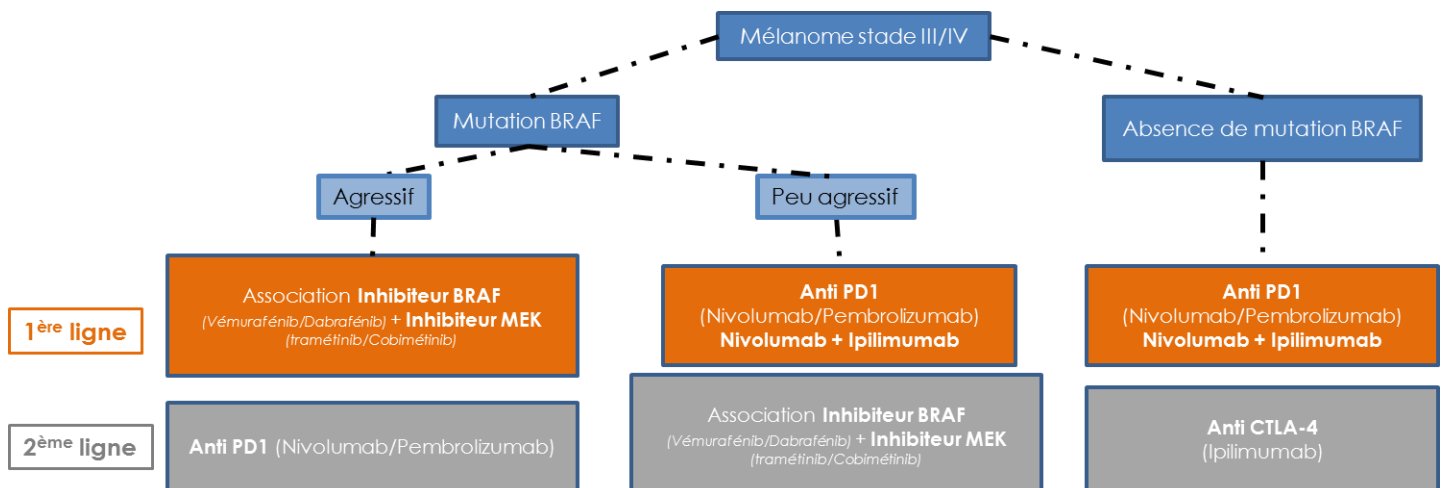 Mélanome stade III/IV
Mutation BRAF
Absence de mutation BRAF
Agressif
Peu agressif
1ère ligne
Association Inhibiteur BRAF
(Vémurafénib/Dabrafénib) + Inhibiteur MEK
(tramétinib/Cobimétinib)
Anti PD1
(Nivolumab/Pembrolizumab)
Nivolumab + Ipilimumab
Anti PD1
(Nivolumab/Pembrolizumab)
Nivolumab + Ipilimumab
2ème ligne
Anti PD1 (Nivolumab/Pembrolizumab)
Association Inhibiteur BRAF
(Vémurafénib/Dabrafénib) + Inhibiteur MEK
(tramétinib/Cobimétinib)
Anti CTLA-4
(Ipilimumab)